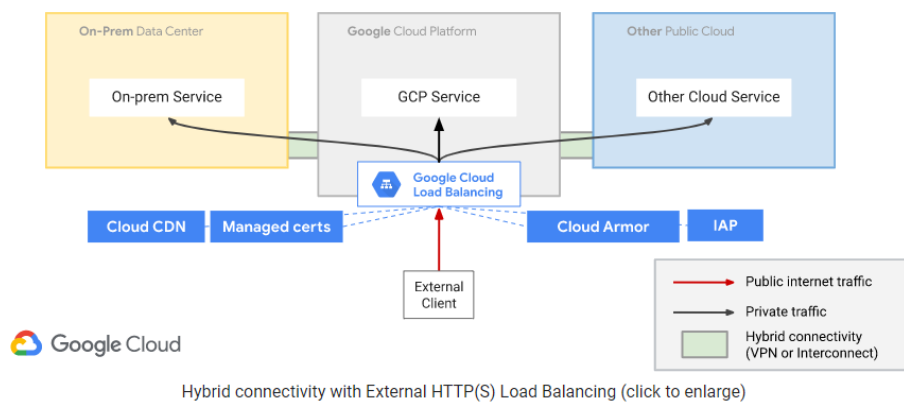 On-Prem Data Center
Google Cloud Platform
Other Public Cloud
On-prem Service
GCP Service
Other Cloud Service
Google Cloud
Load Balancing
Cloud CDN
Managed certs
Cloud Armor
IAP
External
Client
Public internet traffic
Private traffic
Hybrid connectivity
(VPN or Interconnect)
Google Cloud
Hybrid connectivity with External HTTP(S) Load Balancing (click to enlarge)